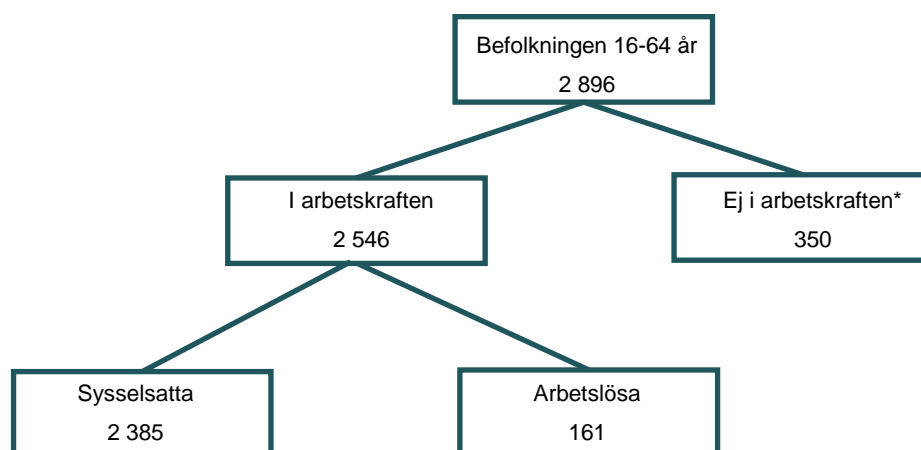 Befolkningen 16-64 år
2 896
I arbetskraften
2 546
Ej i arbetskraften*
350
Sysselsatta
2 385
Arbetslösa
161